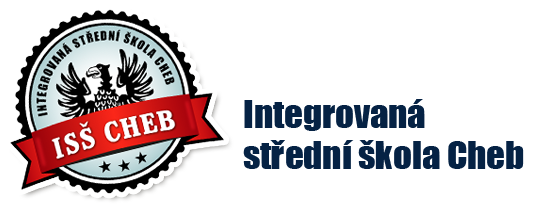 INTEGROVANÁ STŘEDNÍ ŠKOLA CHEB
ISŠ CHEB
Integrovaná
střední škola Cheb